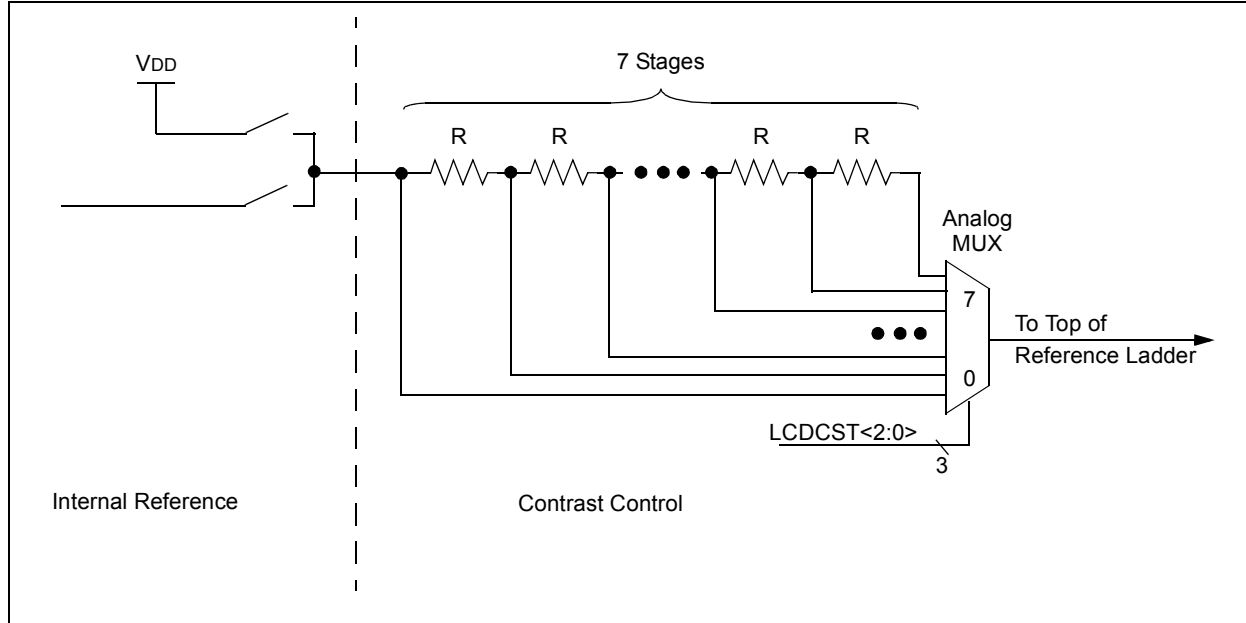 VDD
7 Stages
R
R
R
R
Analog
MUX
7
To Top of
Reference Ladder
0
LCDCST<2:0>
3
Internal Reference
Contrast Control